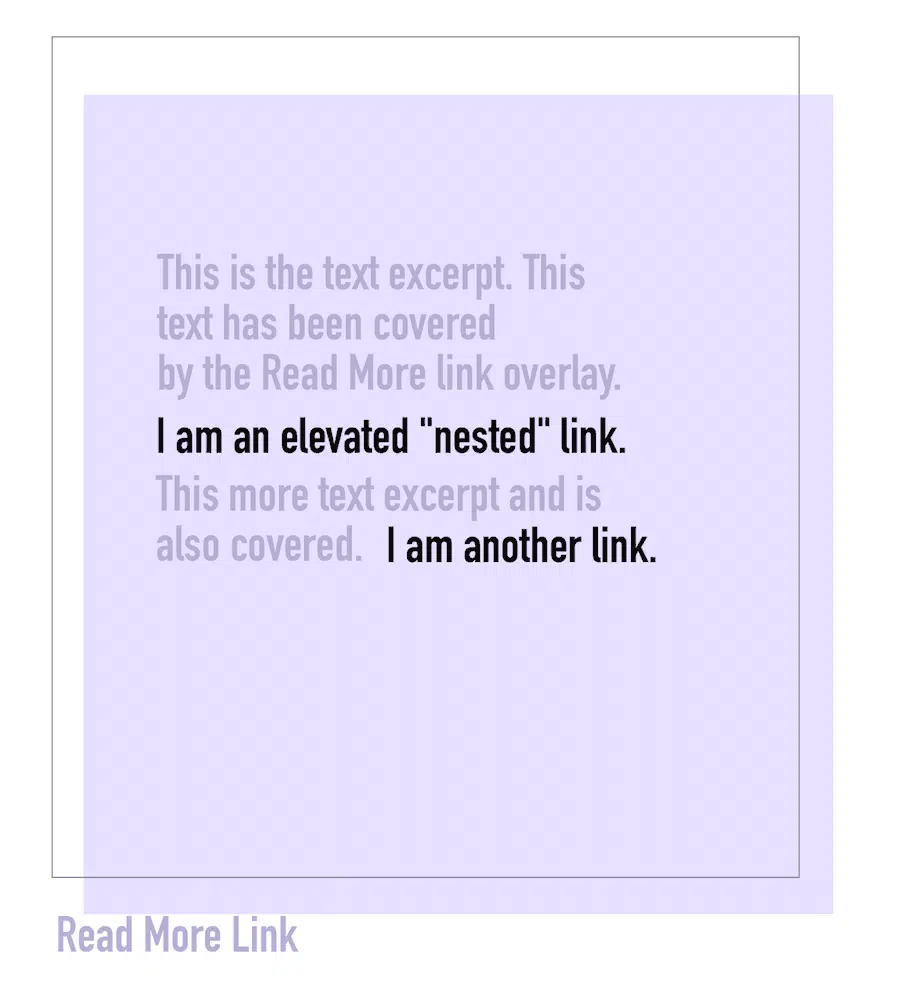 This is the text excerpt. This
text has been covered
by the Read More link overlay.
I am an elevated "nested" link.
This more text excerpt and is
also covered. I am another link.
Read More Link